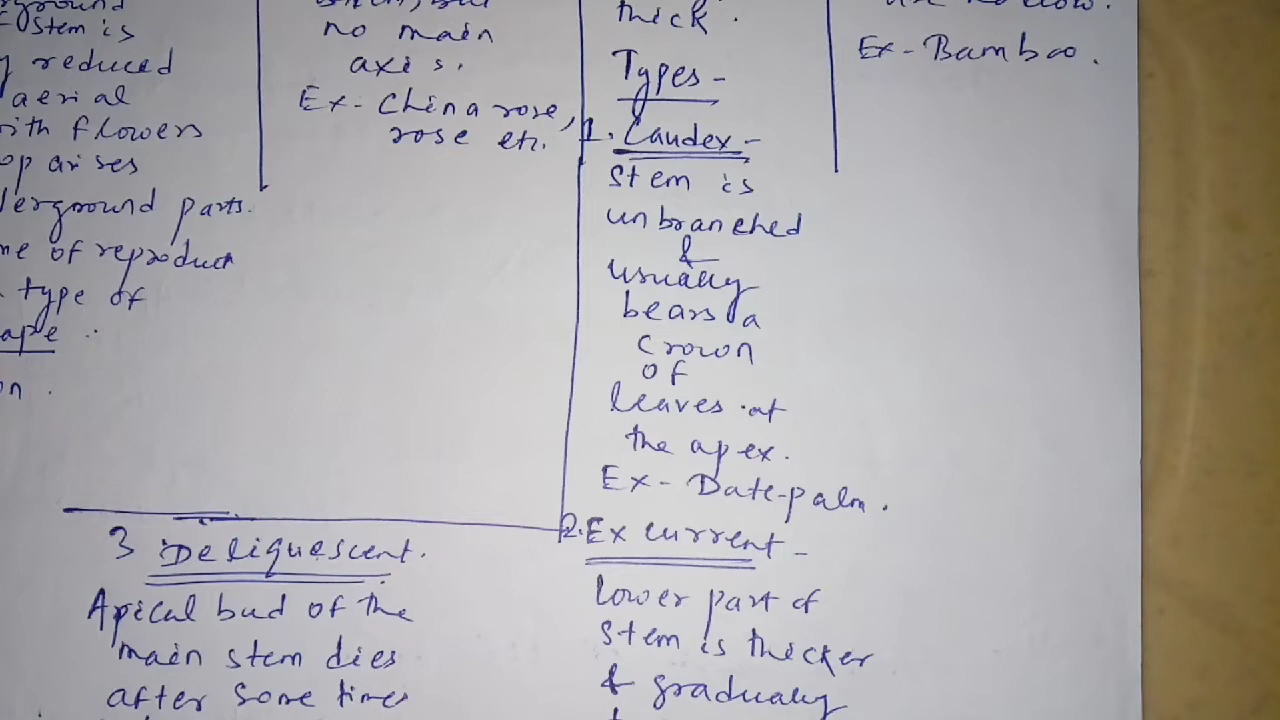 Stem is
reduced
aerial
with flowers
arises
underground parts.
of reproduct
type of
ape
on.
no main
axis.
Ex- China rose,
rose etc.
thick.
Types-
1. Caudex-
Stem is
unbranched
&
usually
bears a
crown
of
leaves at
the apex.
Ex- Date-palm.
2. Ex current-
Lower part of
stem is thicker
& gradually
Ex- Bamboo.
3 Deliquescent.
Apical bud of the
main stem dies
after some time